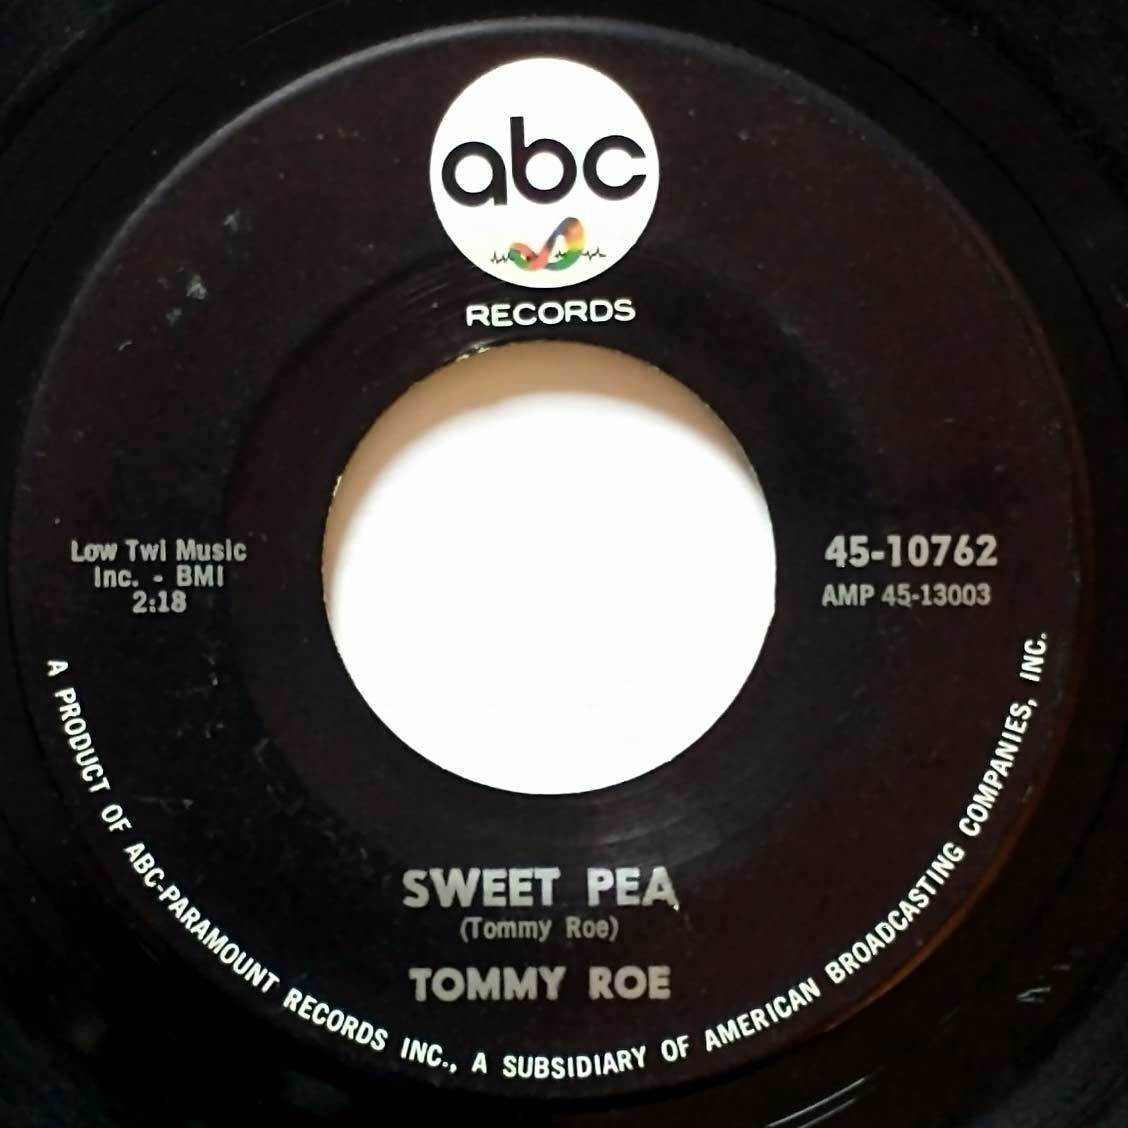 abc
RECORDS
Low Twi Music
Inc. - BMI
2:18
45-10762
AMP 45-13003
SWEET PEA
(Tommy Roe)
TOMMY ROE
A PRODUCT OF ABC-PARAMOUNT RECORDS INC., A SUBSIDIARY OF AMERICAN BROADCASTING COMPANIES, INC.